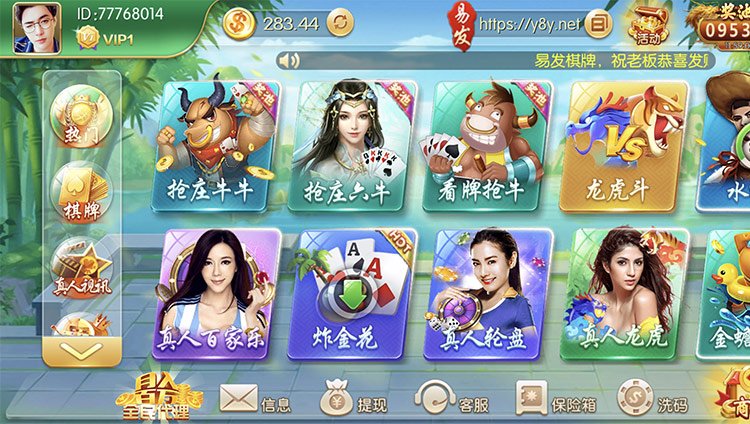 ID:77768014
VIP1
283.44
易发
https://y8y.net
活动
奖池
0953
易发棋牌，祝老板恭喜发
热门
棋牌
真人视讯
奖池
抢庄牛牛
奖池
抢庄六牛
奖池
看牌抢牛
VS
龙虎斗
水
真人百家乐
HOT
A
A
炸金花
真人轮盘
真人龙虎
金蟾
全民代理
信息
提现
客服
保险箱
洗码
商